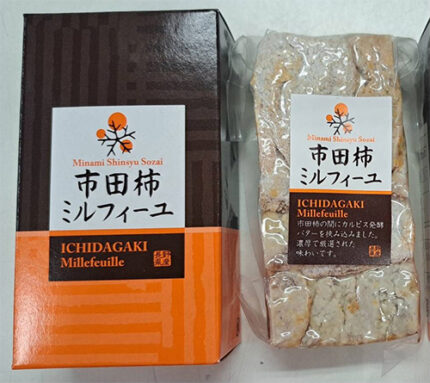 Minami Shinsyu Sozai
市田柿
ミルフィーユ
ICHIDAGAKI
Millefeuille
Minami Shinsyu Sozai
市田柿
ミルフィーユ
ICHIDAGAKI
Millefeuille
市田柿の間にカルピス発酵
バターを挟み込みました。
濃厚で厳選された
味わいです。